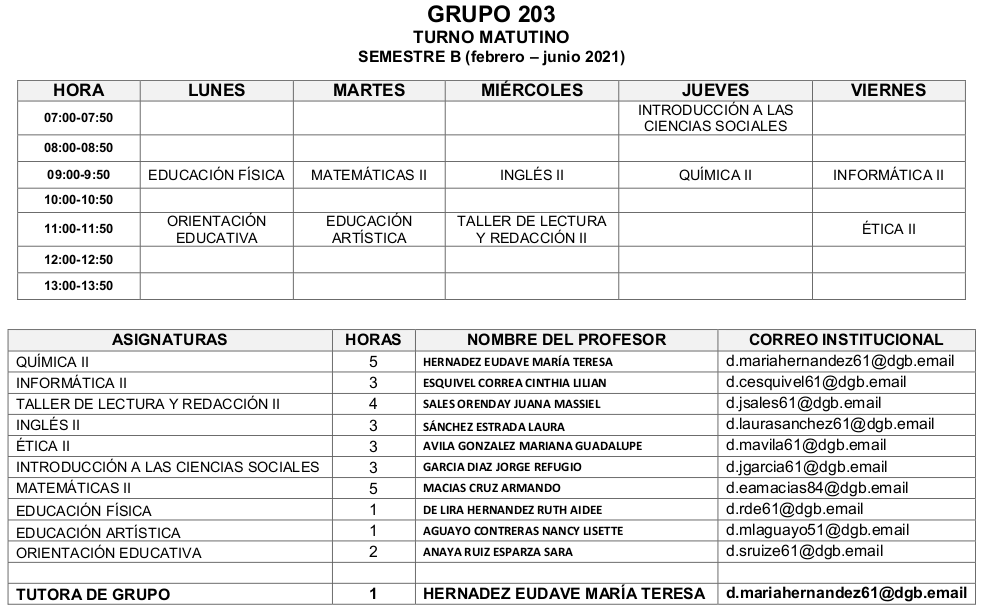 GRUPO 203
TURNO MATUTINO
SEMESTRE B (febrero – junio 2021)
HORA LUNES MARTES MIÉRCOLES JUEVES VIERNES
07:00-07:50 INTRODUCCIÓN A LAS CIENCIAS SOCIALES
08:00-08:50
09:00-9:50 EDUCACIÓN FÍSICA MATEMÁTICAS II INGLÉS II QUÍMICA II INFORMÁTICA II
10:00-10:50
11:00-11:50 ORIENTACIÓN EDUCATIVA EDUCACIÓN ARTÍSTICA TALLER DE LECTURA Y REDACCIÓN II ÉTICA II
12:00-12:50
13:00-13:50
ASIGNATURAS HORAS NOMBRE DEL PROFESOR CORREO INSTITUCIONAL
QUÍMICA II 5 HERNADEZ EUDAVE MARÍA TERESA d.mariahernandez61@dgb.email
INFORMÁTICA II 3 ESQUIVEL CORREA CINTHIA LILIAN d.cesquivel61@dgb.email
TALLER DE LECTURA Y REDACCIÓN II 4 SALES ORENDAY JUANA MASSIEL d.jsales61@dgb.email
INGLÉS II 3 SÁNCHEZ ESTRADA LAURA d.laurasanchez61@dgb.email
ÉTICA II 3 AVILA GONZALEZ MARIANA GUADALUPE d.mavila61@dgb.email
INTRODUCCIÓN A LAS CIENCIAS SOCIALES 3 GARCIA DIAZ JORGE REFUGIO d.jgarcia61@dgb.email
MATEMÁTICAS II 5 MACIAS CRUZ ARMANDO d.eamacias84@dgb.email
EDUCACIÓN FÍSICA 1 DE LIRA HERNANDEZ RUTH AIDEE d.rde61@dgb.email
EDUCACIÓN ARTÍSTICA 1 AGUAYO CONTRERAS NANCY LISETTE d.mlaguayo51@dgb.email
ORIENTACIÓN EDUCATIVA 2 ANAYA RUIZ ESPARZA SARA d.sruize61@dgb.email
TUTORA DE GRUPO 1 HERNADEZ EUDAVE MARÍA TERESA d.mariahernandez61@dgb.email